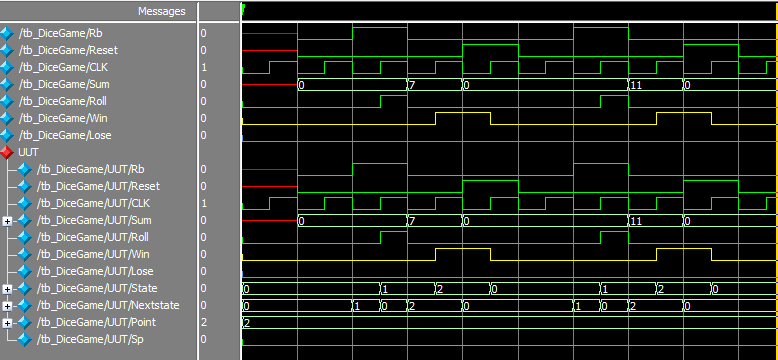 Messages
/tb_DiceGame/Rb 0
/tb_DiceGame/Reset 0
/tb_DiceGame/CLK 1
/tb_DiceGame/Sum 0 0 7 0 11 0
/tb_DiceGame/Roll 0
/tb_DiceGame/Win 0
/tb_DiceGame/Lose 0
UUT
/tb_DiceGame/UUT/Rb 0
/tb_DiceGame/UUT/Reset 0
/tb_DiceGame/UUT/CLK 1
/tb_DiceGame/UUT/Sum 0 0 7 0 11 0
/tb_DiceGame/UUT/Roll 0
/tb_DiceGame/UUT/Win 0
/tb_DiceGame/UUT/Lose 0
/tb_DiceGame/UUT/State 0 0 1 2 0 1 2 0
/tb_DiceGame/UUT/Nextstate 0 0 1 0 2 0 1 0 2 0
/tb_DiceGame/UUT/Point 2 2
/tb_DiceGame/UUT/Sp 0